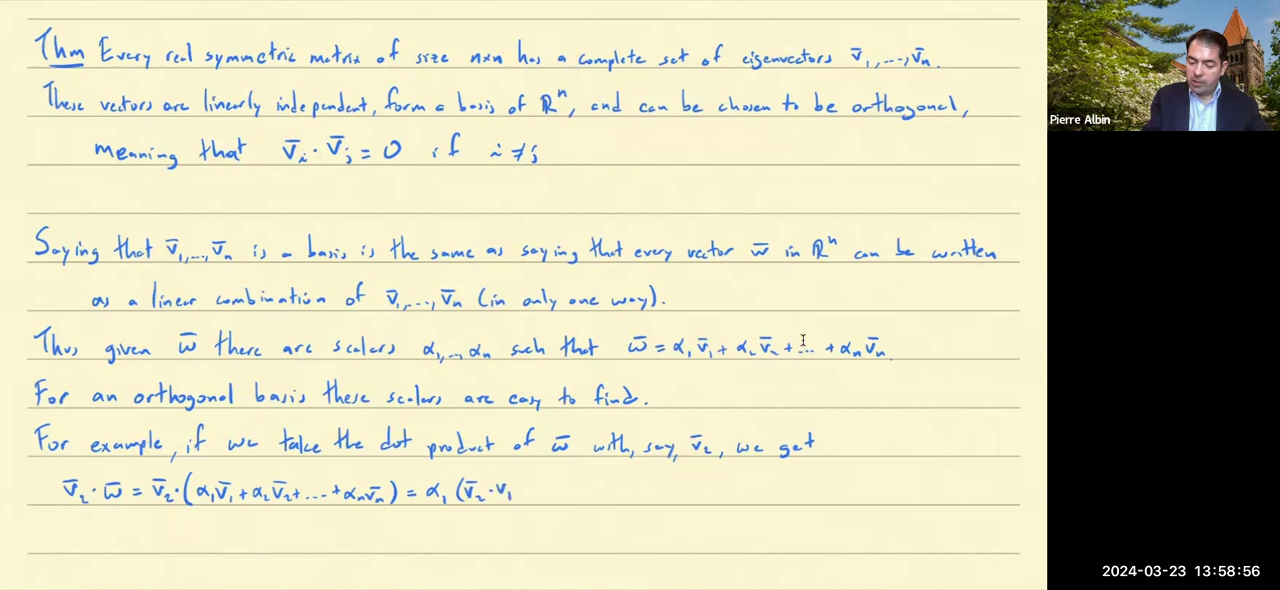 Thm Every real symmetric matrix of size n×n has a complete set of eigenvectors v̄₁,...,v̄ₙ.
These vectors are linearly independent, form a basis of ℝⁿ, and can be chosen to be orthogonal,
meaning that v̄ᵢ · v̄ⱼ = 0 if i ≠ j
Saying that v̄₁,...,v̄ₙ is a basis is the same as saying that every vector w̄ in ℝⁿ can be written
as a linear combination of v̄₁,...,v̄ₙ (in only one way).
Thus given w̄ there are scalars α₁,...,αₙ such that w̄ = α₁v̄₁ + α₂v̄₂ + ... + αₙv̄ₙ.
For an orthogonal basis these scalars are easy to find.
For example, if we take the dot product of w̄ with, say, v̄₂, we get
v̄₂ · w̄ = v̄₂ · (α₁v̄₁ + α₂v̄₂ + ... + αₙv̄ₙ) = α₁ (v̄₂ · v₁
Pierre Albin
2024-03-23 13:58:56